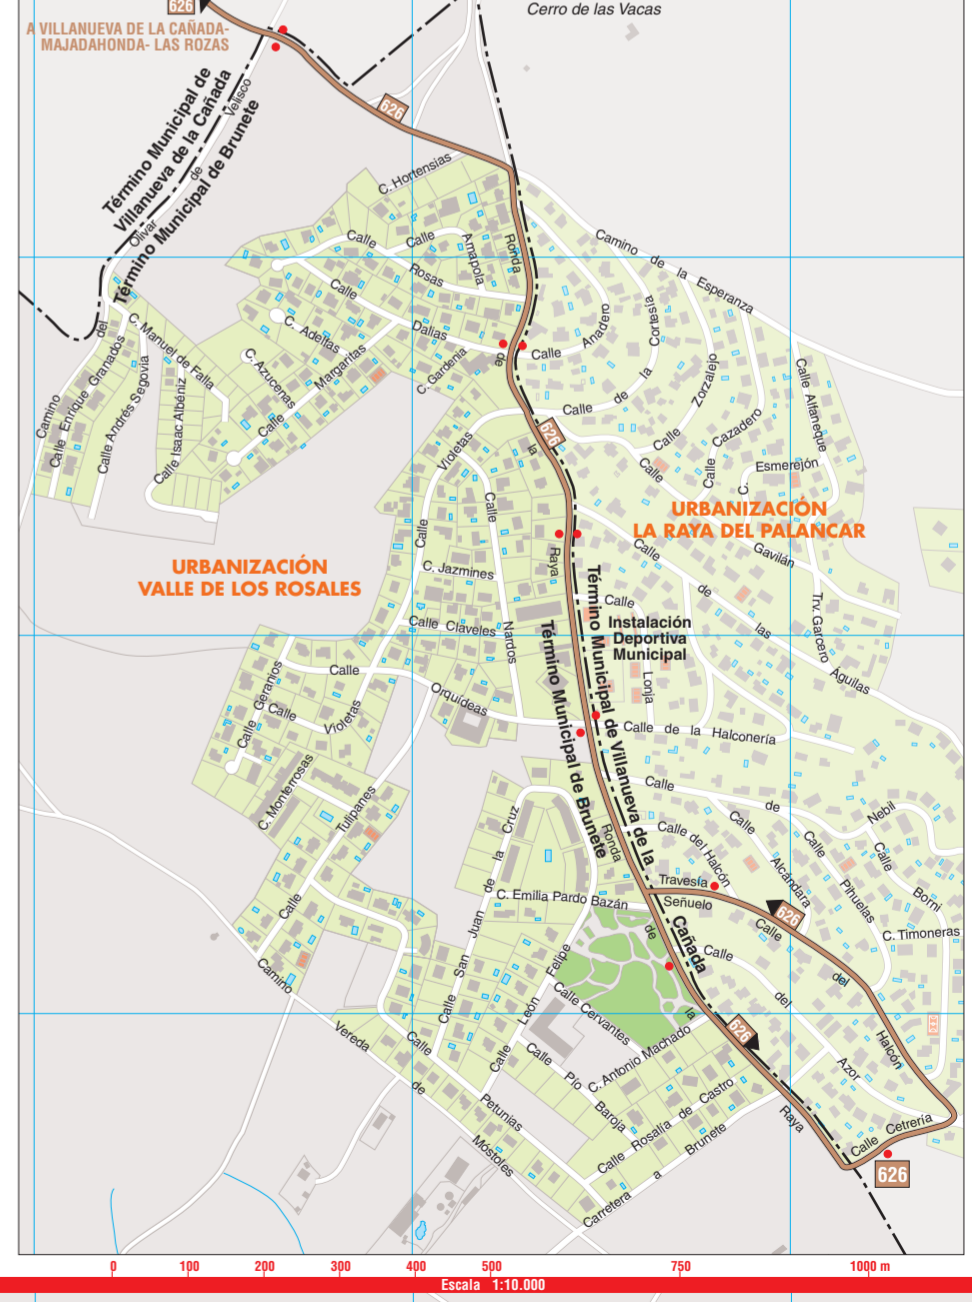 626
Cerro de las Vacas
A VILLANUEVA DE LA CAÑADA-
MAJADAHONDA- LAS ROZAS
Término Municipal de
Villanueva de la Cañada
Término Municipal de Brunete
Camino
del
Olivar
de
Velisco
626
C. Hortensias
Calle
Calle
Amapola
Ronda
Rosas
Calle
Dalias
C. Adelfas
C. Azucenas
Calle
Margaritas
C. Gardenia
de
Camino de la Esperanza
Calle
Anadero
Calle
de
la
Cortesía
Calle
Zorzalejo
Calle
Cazadero
Calle Alfaneque
C.
Esmerejón
C. Manuel de Falla
Calle Enrique Granados
Calle Andrés Segovia
Calle Isaac Albéniz
Violetas
Calle
Calle
626
la
Calle
Gavilán
URBANIZACIÓN
LA RAYA DEL PALANCAR
URBANIZACIÓN
VALLE DE LOS ROSALES
C. Jazmines
Raya
Calle
de
las
Águilas
Trv. Garcero
Calle Claveles
Nardos
Calle
Lonja
Instalación
Deportiva
Municipal
Término Municipal de Villanueva de la
Cañada
Término Municipal de Brunete
Calle
Orquídeas
Calle Geranios
Calle
Violetas
Calle de la Halconería
C. Monterrosas
Tulipanes
Calle
Calle
de
Nebil
Calle
Borni
Calle San Juan de la Cruz
Ronda
Calle del Halcón
Calle
Alcándara
Calle
Pihuelas
Travesía
Señuelo
C. Emilia Pardo Bazán
626
C. Timoneras
Calle
del
Halcón
de
Calle
del
Azor
Camino
Vereda
de
Móstoles
Calle
Petunias
Calle León Felipe
Calle Cervantes
C. Antonio Machado
la
626
Calle
Pío
Baroja
Calle Rosalía de Castro
Carretera a Brunete
Raya
Calle Cetrería
626
0 100 200 300 400 500 750 1000 m
Escala 1:10.000